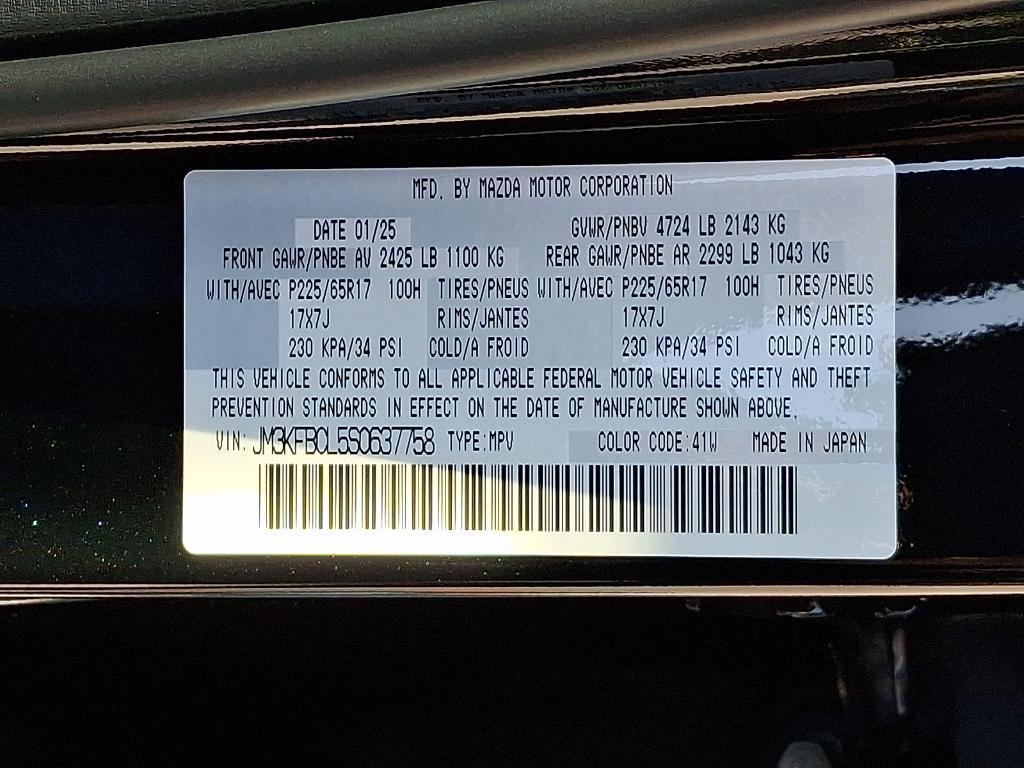 MFD. BY MAZDA MOTOR CORPORATION
DATE 01/25 GVWR/PNBV 4724 LB 2143 KG
FRONT GAWR/PNBE AV 2425 LB 1100 KG REAR GAWR/PNBE AR 2299 LB 1043 KG
WITH/AVEC P225/65R17 100H TIRES/PNEUS WITH/AVEC P225/65R17 100H TIRES/PNEUS
17X7J RIMS/JANTES 17X7J RIMS/JANTES
230 KPA/34 PSI COLD/A FROID 230 KPA/34 PSI COLD/A FROID
THIS VEHICLE CONFORMS TO ALL APPLICABLE FEDERAL MOTOR VEHICLE SAFETY AND THEFT
PREVENTION STANDARDS IN EFFECT ON THE DATE OF MANUFACTURE SHOWN ABOVE.
VIN: JM3KFBCL5S0637758 TYPE:MPV COLOR CODE:41W MADE IN JAPAN